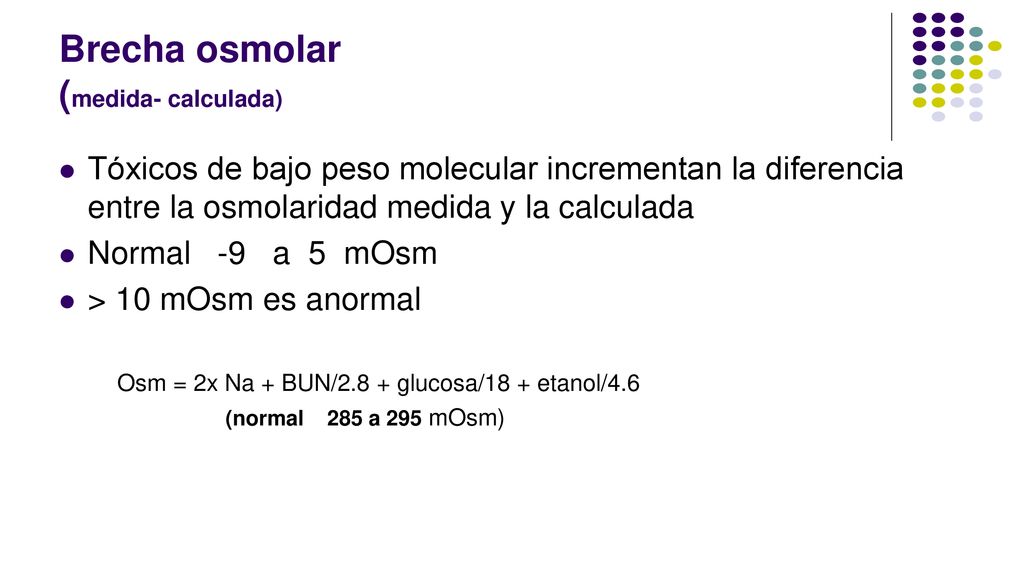 Brecha osmolar
(medida- calculada)
● Tóxicos de bajo peso molecular incrementan la diferencia
entre la osmolaridad medida y la calculada
● Normal -9 a 5 mOsm
● > 10 mOsm es anormal
Osm = 2x Na + BUN/2.8 + glucosa/18 + etanol/4.6
(normal 285 a 295 mOsm)